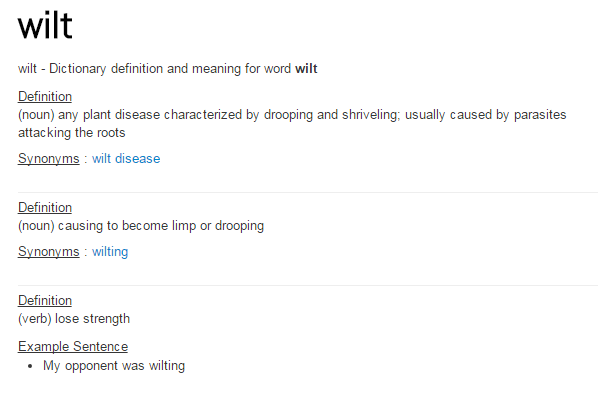 wilt
wilt - Dictionary definition and meaning for word wilt
Definition
(noun) any plant disease characterized by drooping and shriveling; usually caused by parasites
attacking the roots
Synonyms : wilt disease
Definition
(noun) causing to become limp or drooping
Synonyms : wilting
Definition
(verb) lose strength
Example Sentence
• My opponent was wilting